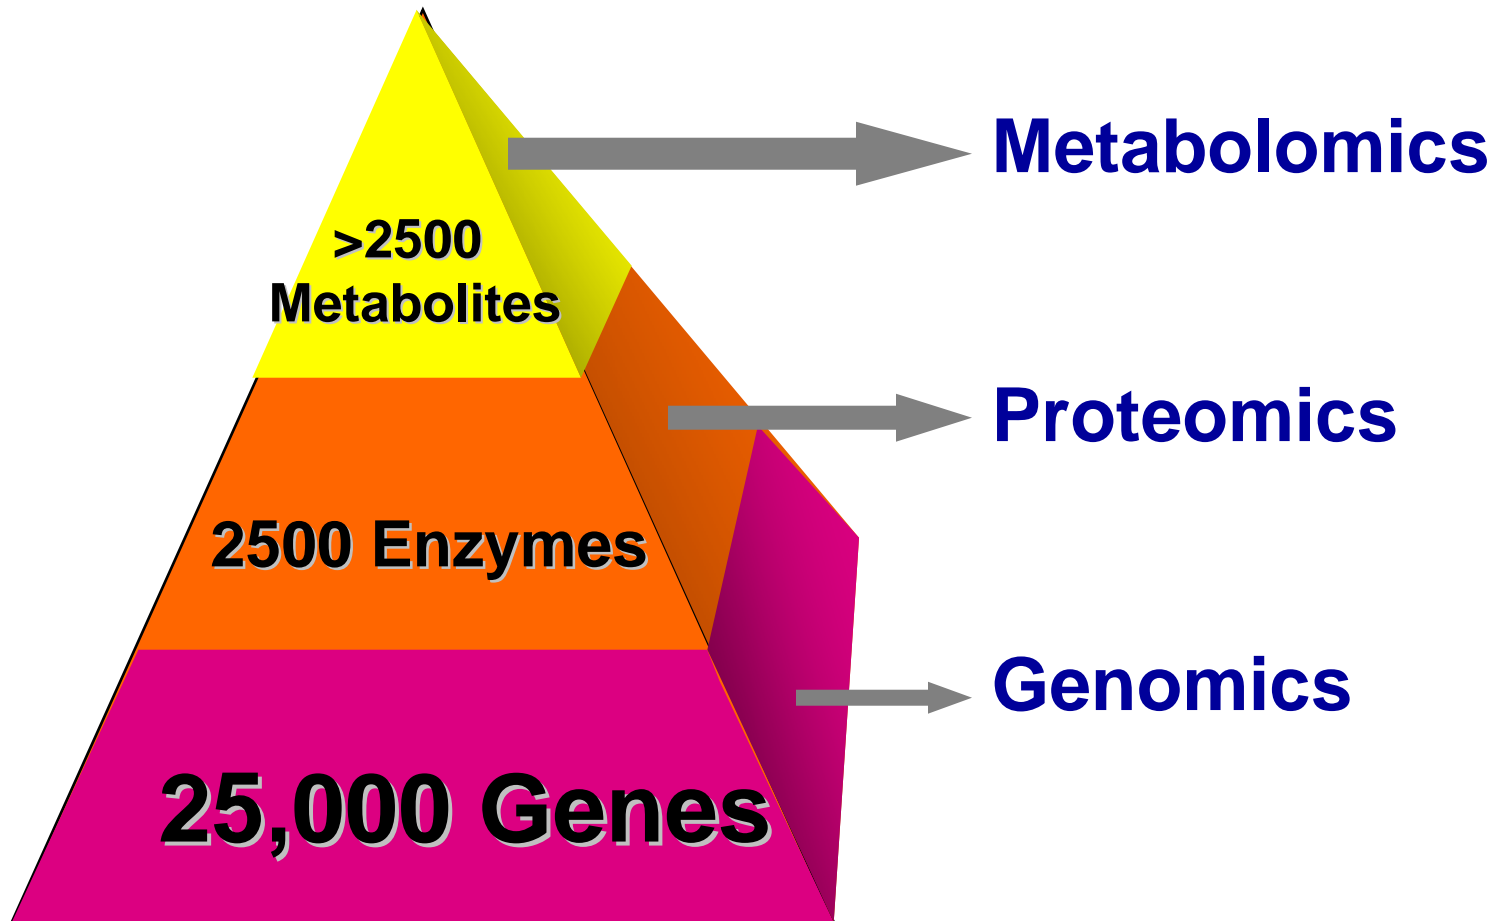 Metabolomics
>2500
Metabolites
Proteomics
2500 Enzymes
Genomics
25,000 Genes